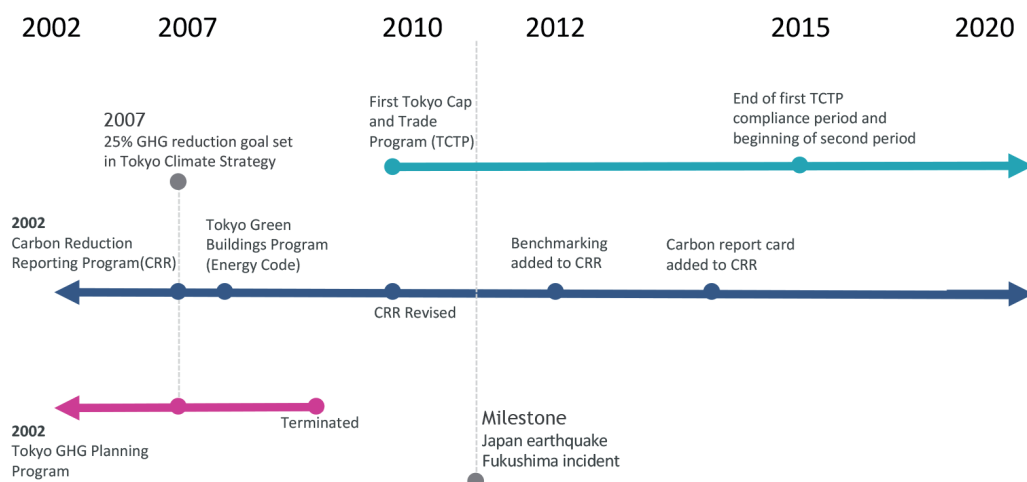 2002 2007 2010 2012 2015 2020
First Tokyo Cap
and Trade
Program (TCTP)
End of first TCTP
compliance period and
beginning of second period
2007
25% GHG reduction goal set
in Tokyo Climate Strategy
2002
Carbon Reduction
Reporting Program(CRR)
Tokyo Green
Buildings Program
(Energy Code)
Benchmarking
added to CRR
Carbon report card
added to CRR
CRR Revised
Terminated
2002
Tokyo GHG Planning
Program
Milestone
Japan earthquake
Fukushima incident